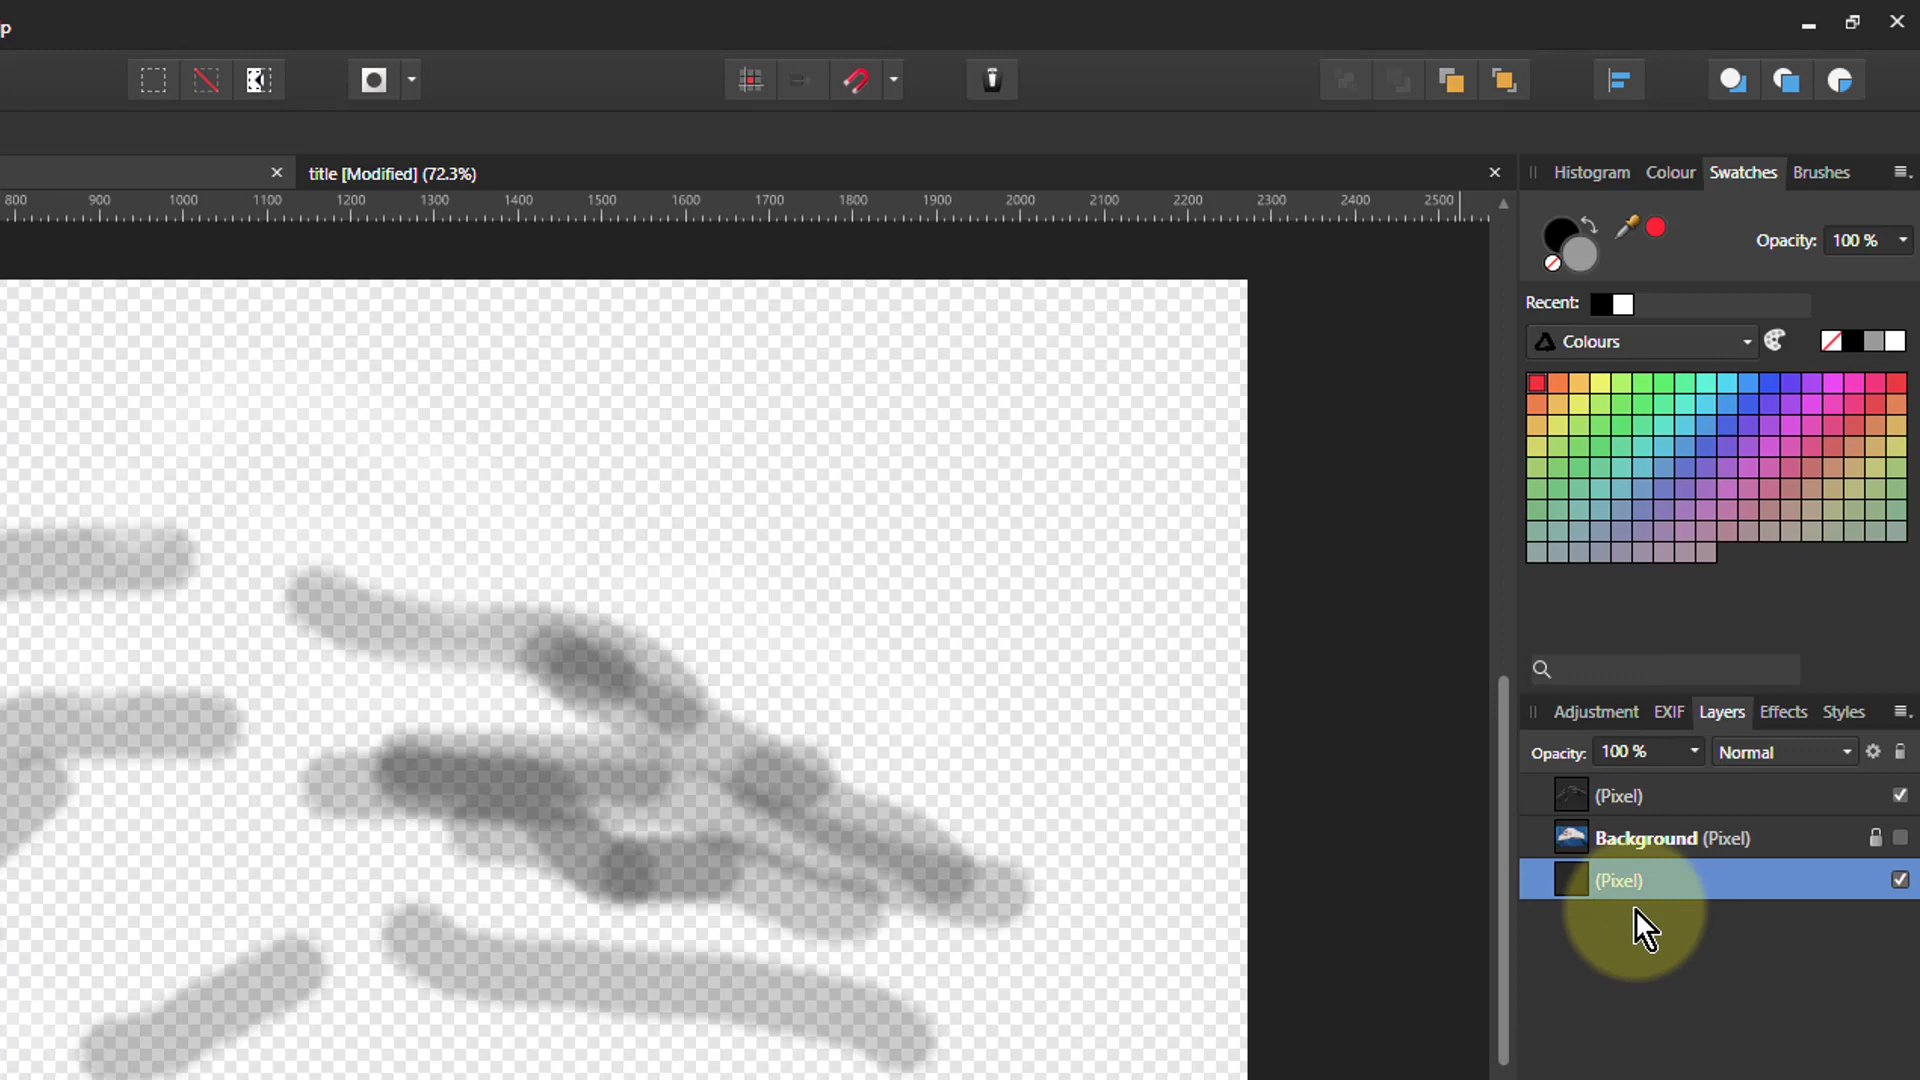 p
title [Modified] (72.3%)
800 900 1000 1100 1200 1300 1400 1500 1600 1700 1800 1900 2000 2100 2200 2300 2400 2500
Histogram Colour Swatches Brushes
Opacity: 100 %
Recent:
Colours
Adjustment EXIF Layers Effects Styles
Opacity: 100 % Normal
(Pixel)
Background (Pixel)
(Pixel)